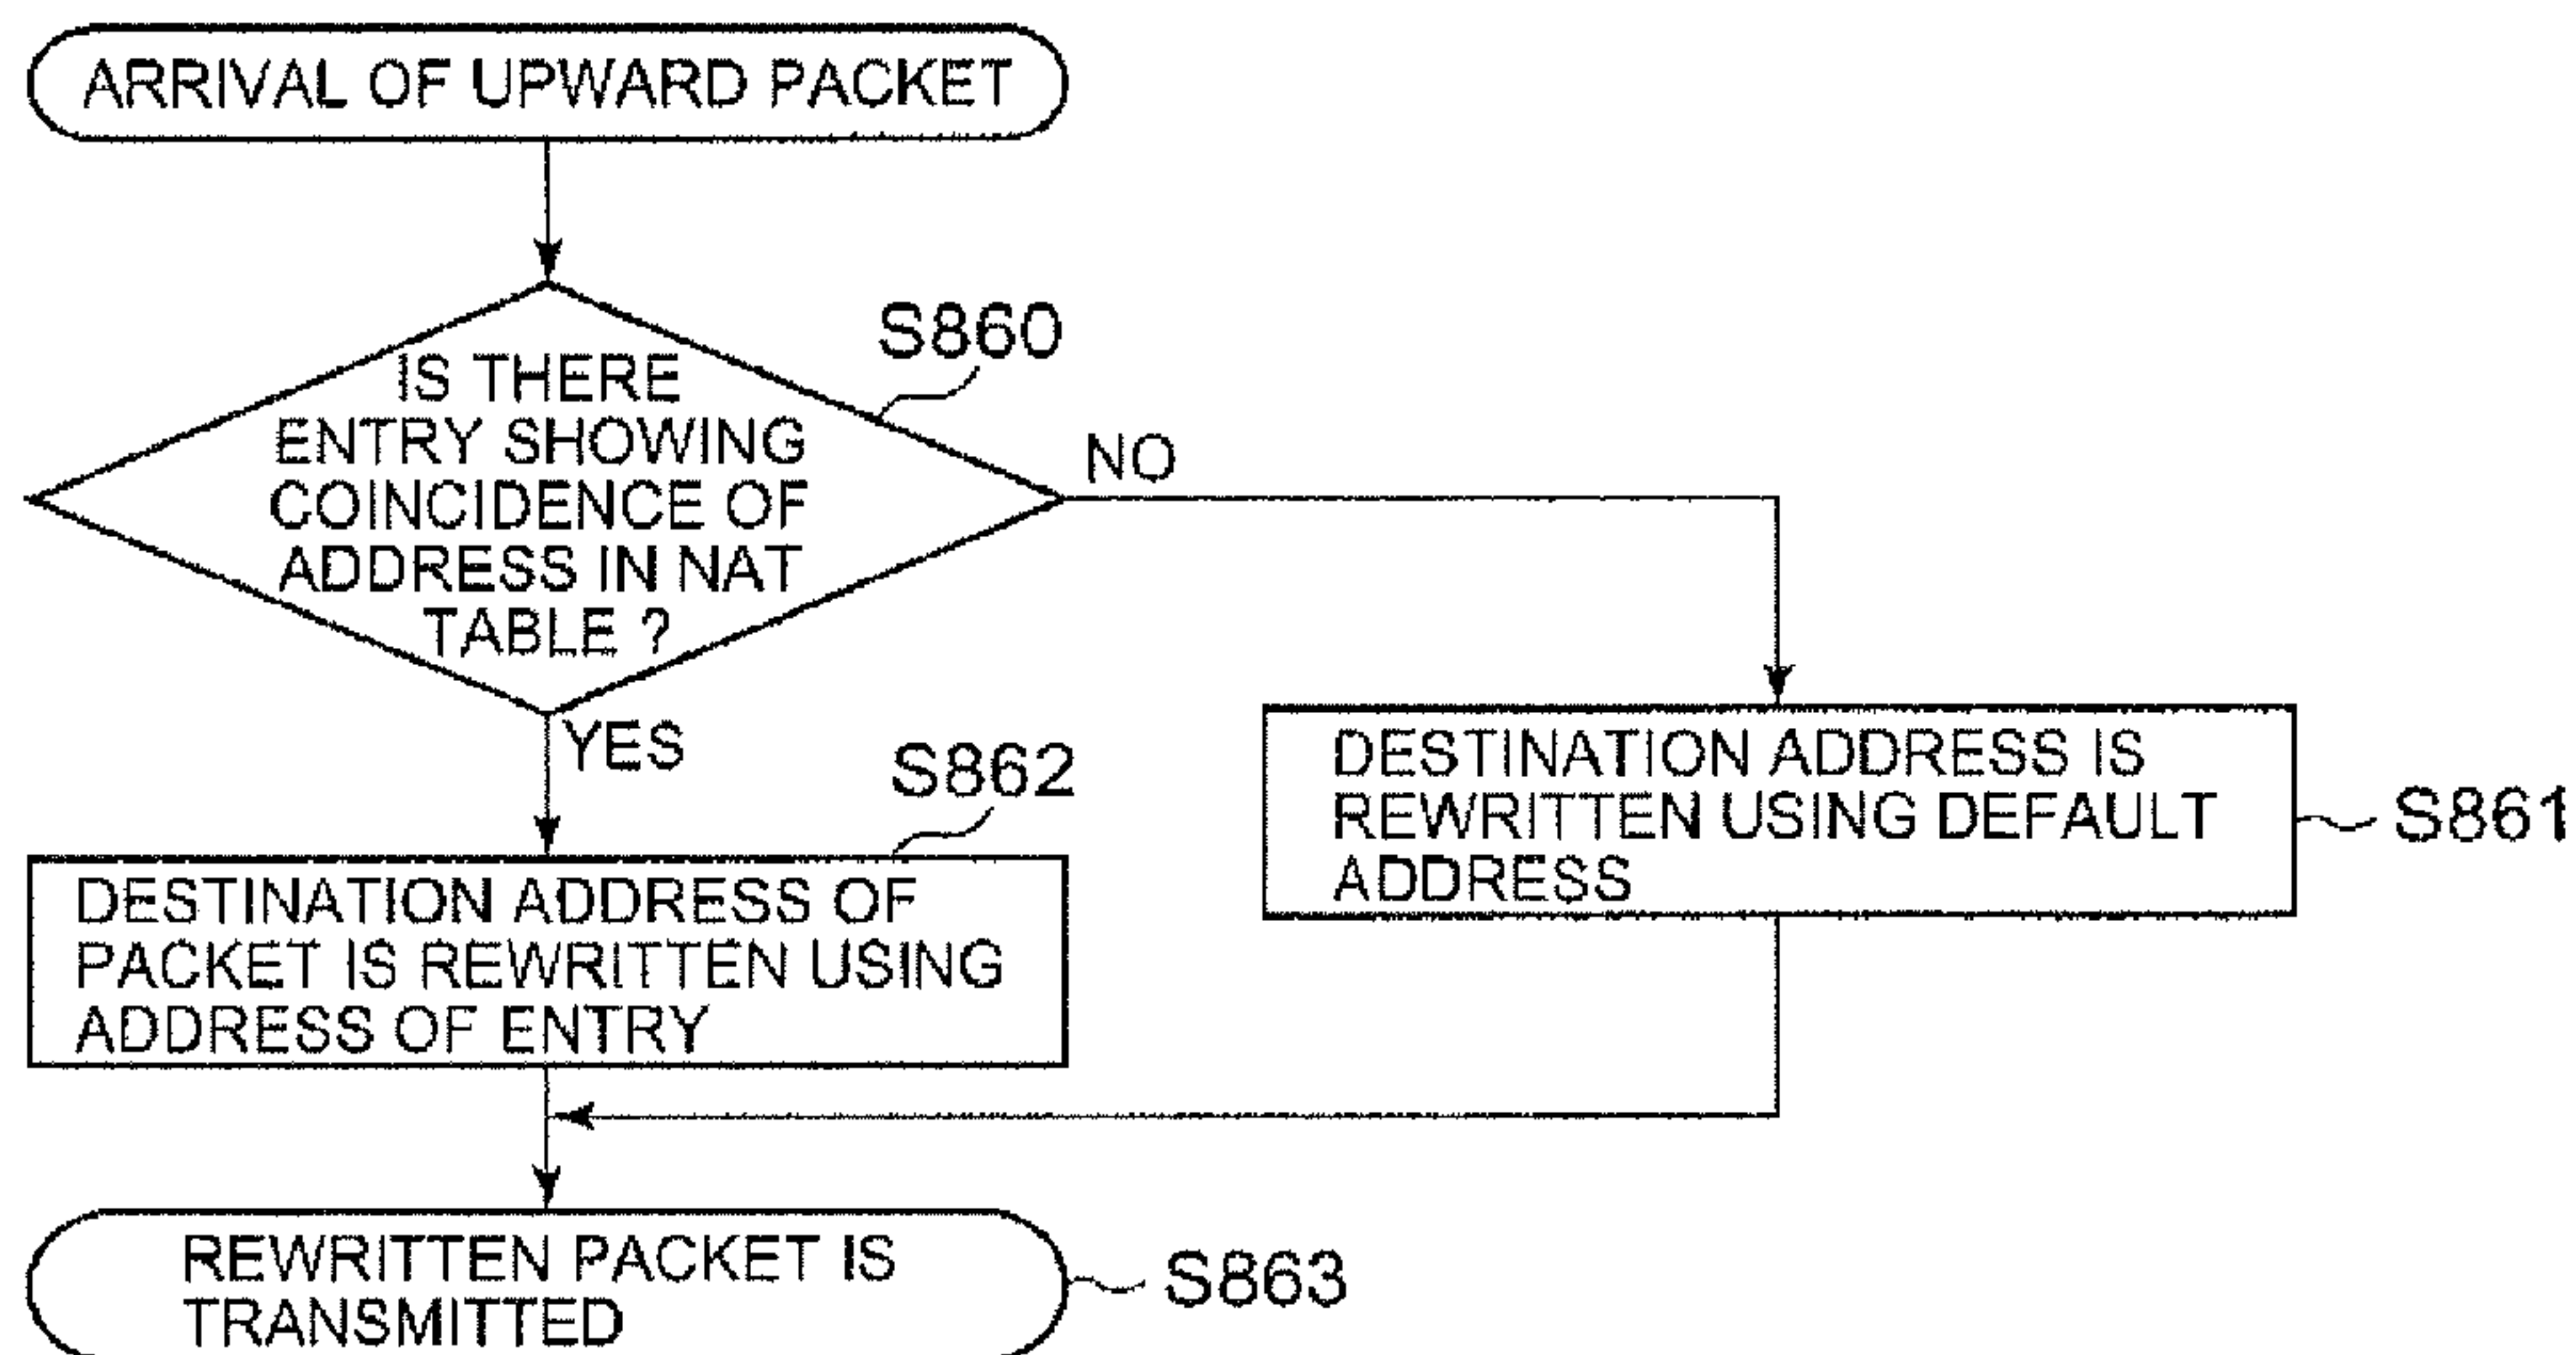 ARRIVAL OF UPWARD PACKET
S860
IS THERE
ENTRY SHOWING
COINCIDENCE OF
ADDRESS IN NAT
TABLE ?
NO
YES
S862
DESTINATION ADDRESS OF
PACKET IS REWRITTEN USING
ADDRESS OF ENTRY
DESTINATION ADDRESS IS
REWRITTEN USING DEFAULT
ADDRESS
S861
REWRITTEN PACKET IS
TRANSMITTED
S863